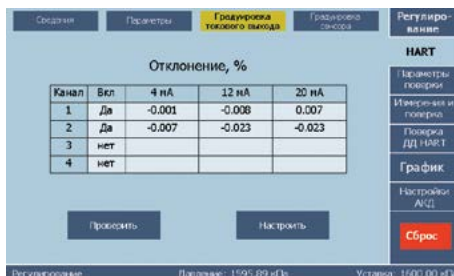 Сведения
Параметры
Градуировка токового выхода
Градуировка сенсора
Регулиро-
вание
HART
Параметры
поверки
Измерения и
поверка
Поверка
ДД HART
График
Настройки
АКД
Сброс
Отклонение, %
Канал Вкл 4 мА 12 мА 20 мА
1 Да -0.001 -0.008 0.007
2 Да -0.007 -0.023 -0.023
3 нет
4 нет
Проверить
Настроить
Регулирование
Давление: 1595.89 кПа
Уставка: 1600.00 кПа